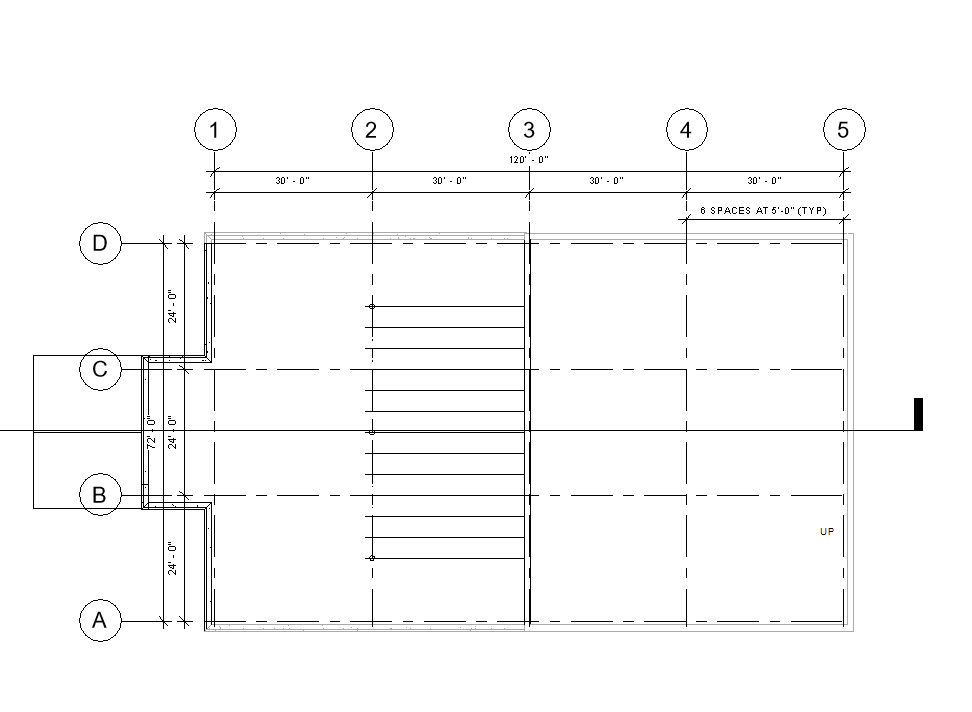 1 2 3 4 5
120' - 0"
30' - 0" 30' - 0" 30' - 0" 30' - 0"
6 SPACES AT 5'-0" (TYP)
D
24' - 0"
C
72' - 0" 24' - 0"
B
UP
24' - 0"
A